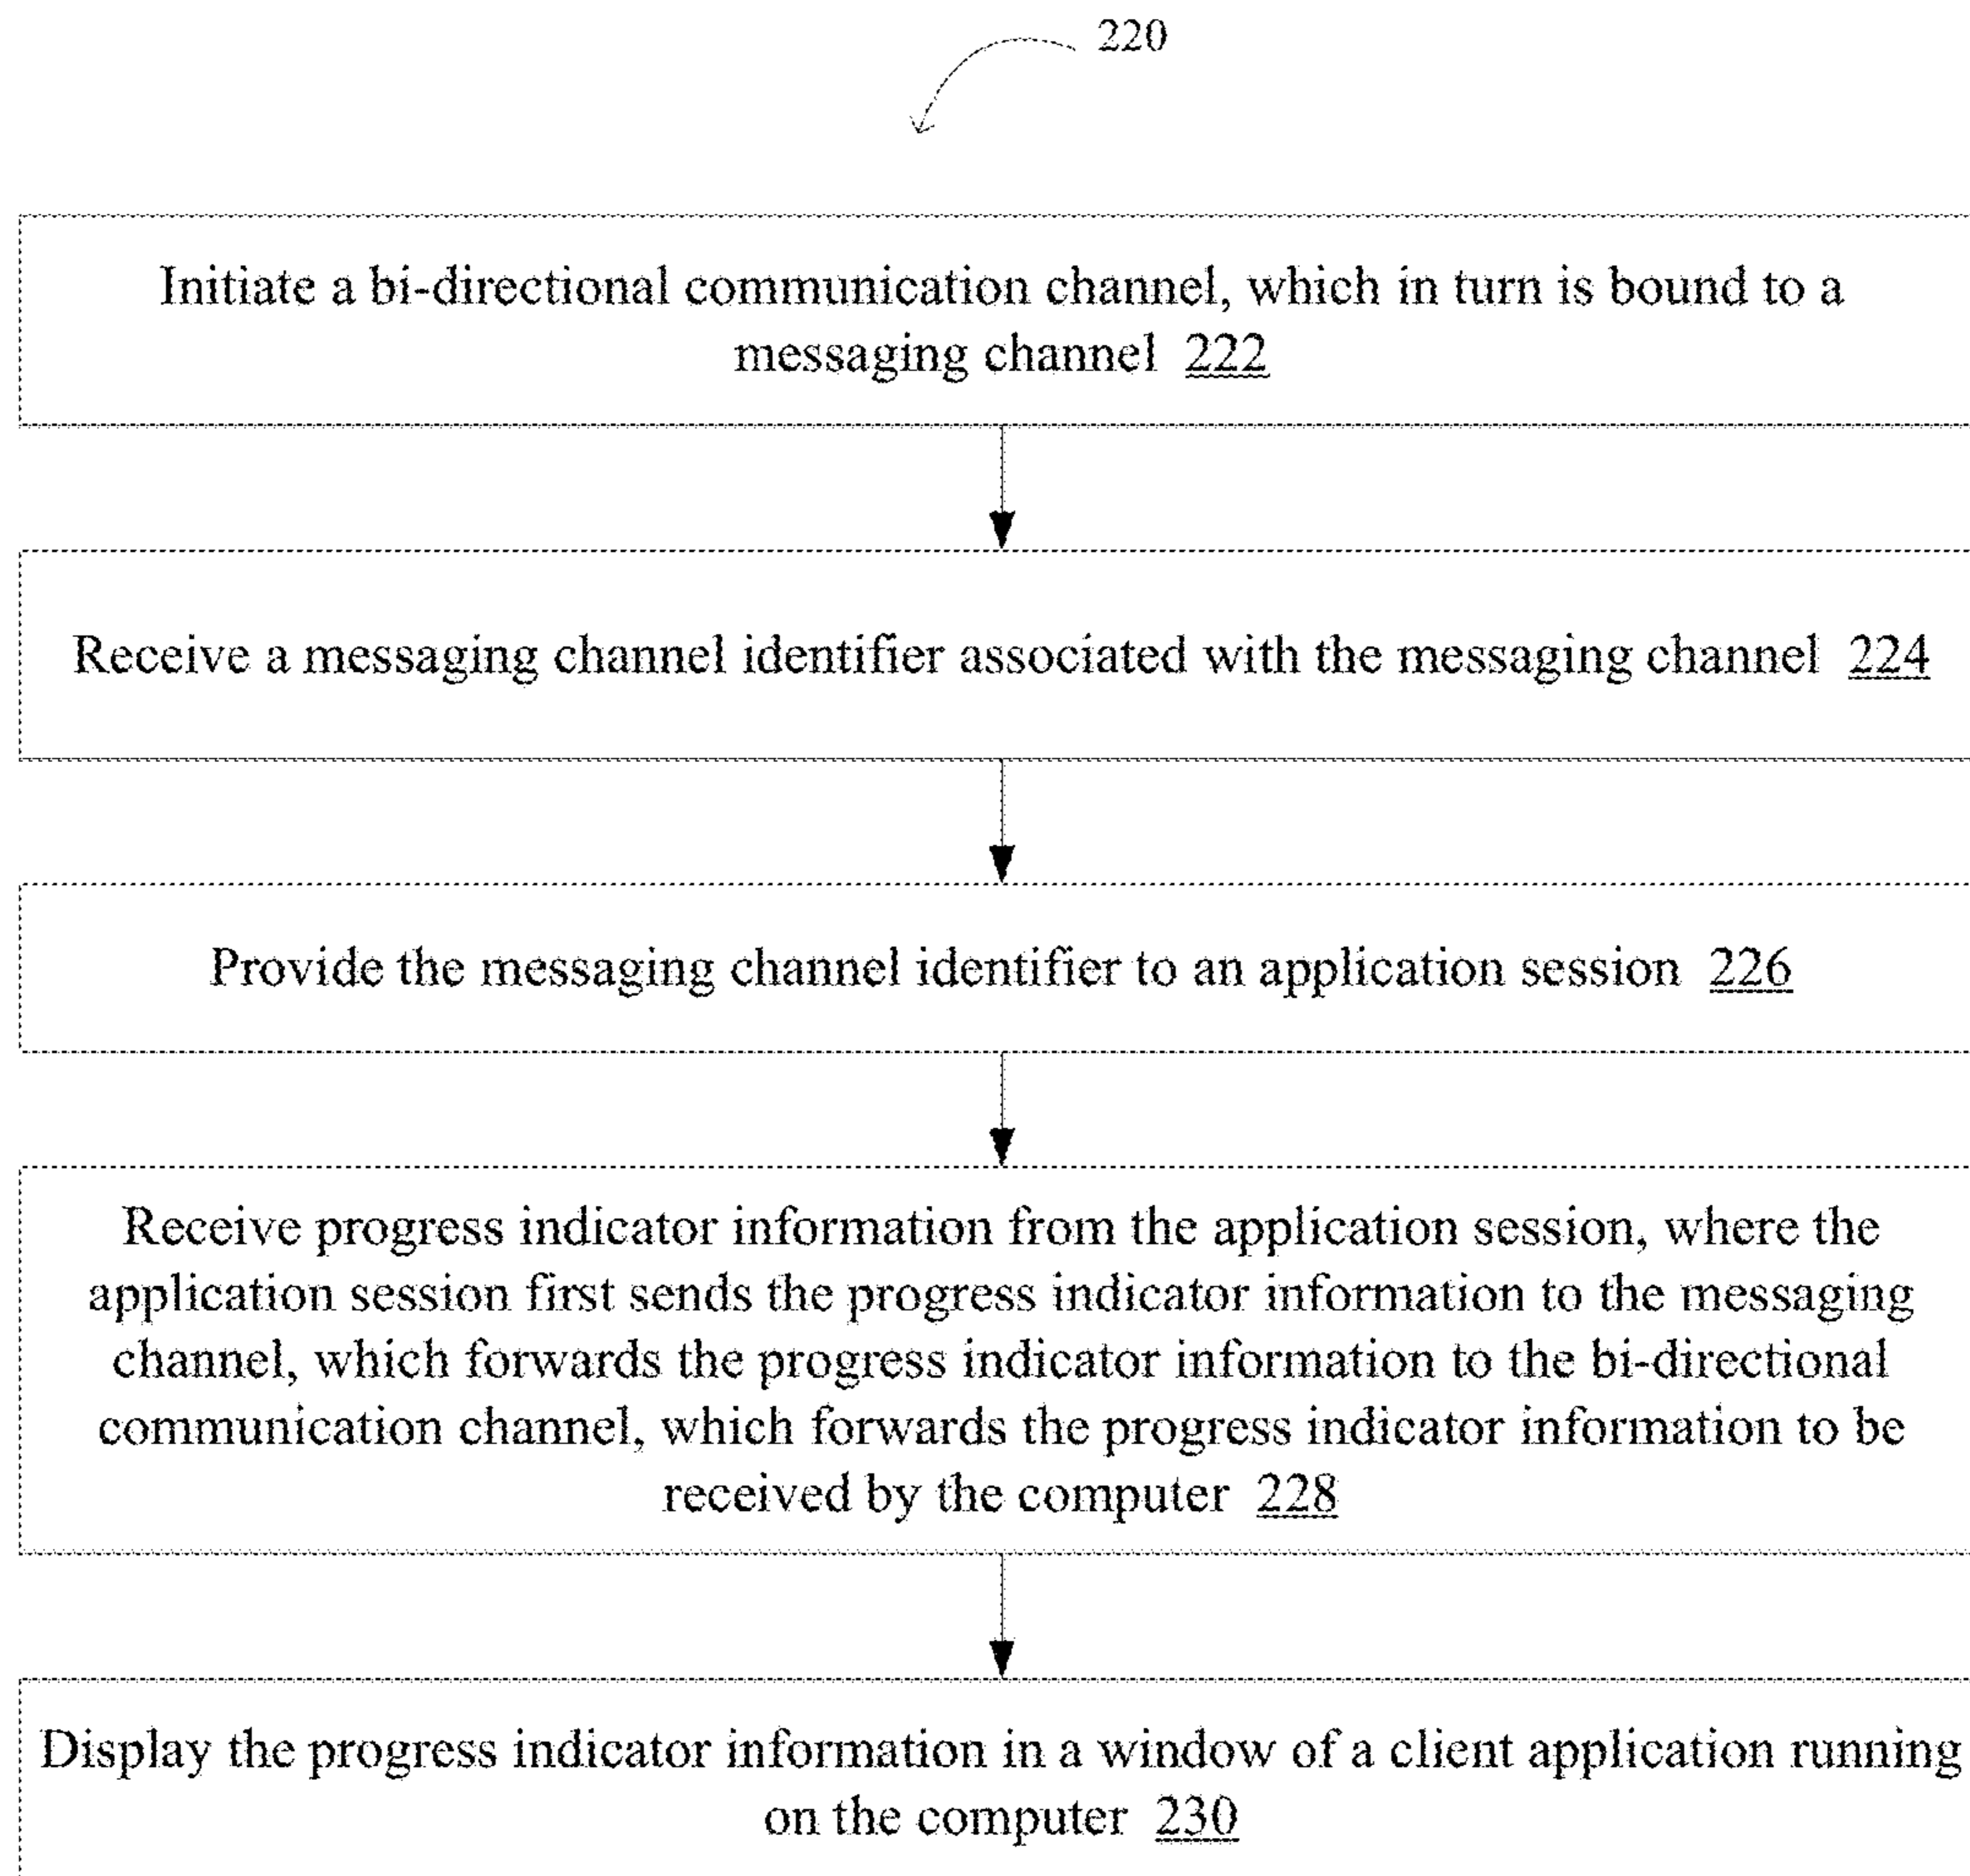 220
Initiate a bi-directional communication channel, which in turn is bound to a
messaging channel 222
Receive a messaging channel identifier associated with the messaging channel 224
Provide the messaging channel identifier to an application session 226
Receive progress indicator information from the application session, where the
application session first sends the progress indicator information to the messaging
channel, which forwards the progress indicator information to the bi-directional
communication channel, which forwards the progress indicator information to be
received by the computer 228
Display the progress indicator information in a window of a client application running
on the computer 230